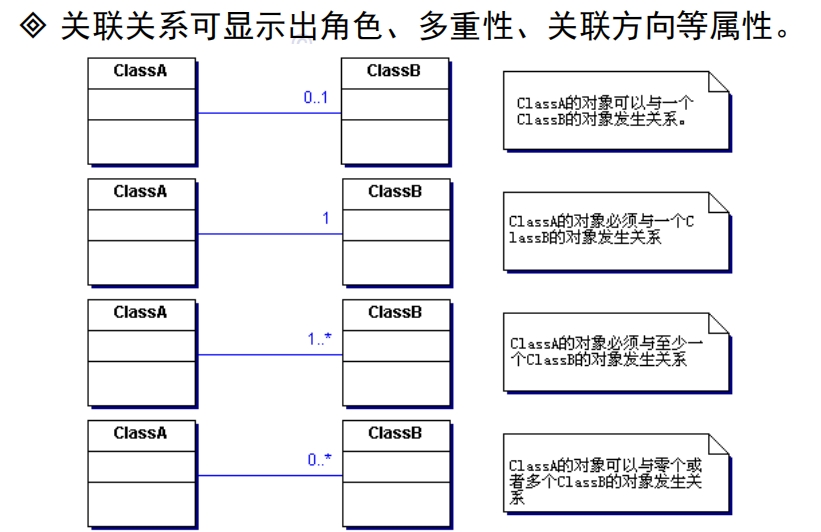 关联关系可显示出角色、多重性、关联方向等属性。
ClassA
0..1
ClassB
ClassA的对象可以与一个
ClassB的对象发生关系。
ClassA
1
ClassB
ClassA的对象必须与一个C
lassB的对象发生关系
ClassA
1..*
ClassB
ClassA的对象必须与至少一
个ClassB的对象发生关系
ClassA
0..*
ClassB
ClassA的对象可以与零个或
者多个ClassB的对象发生关
系